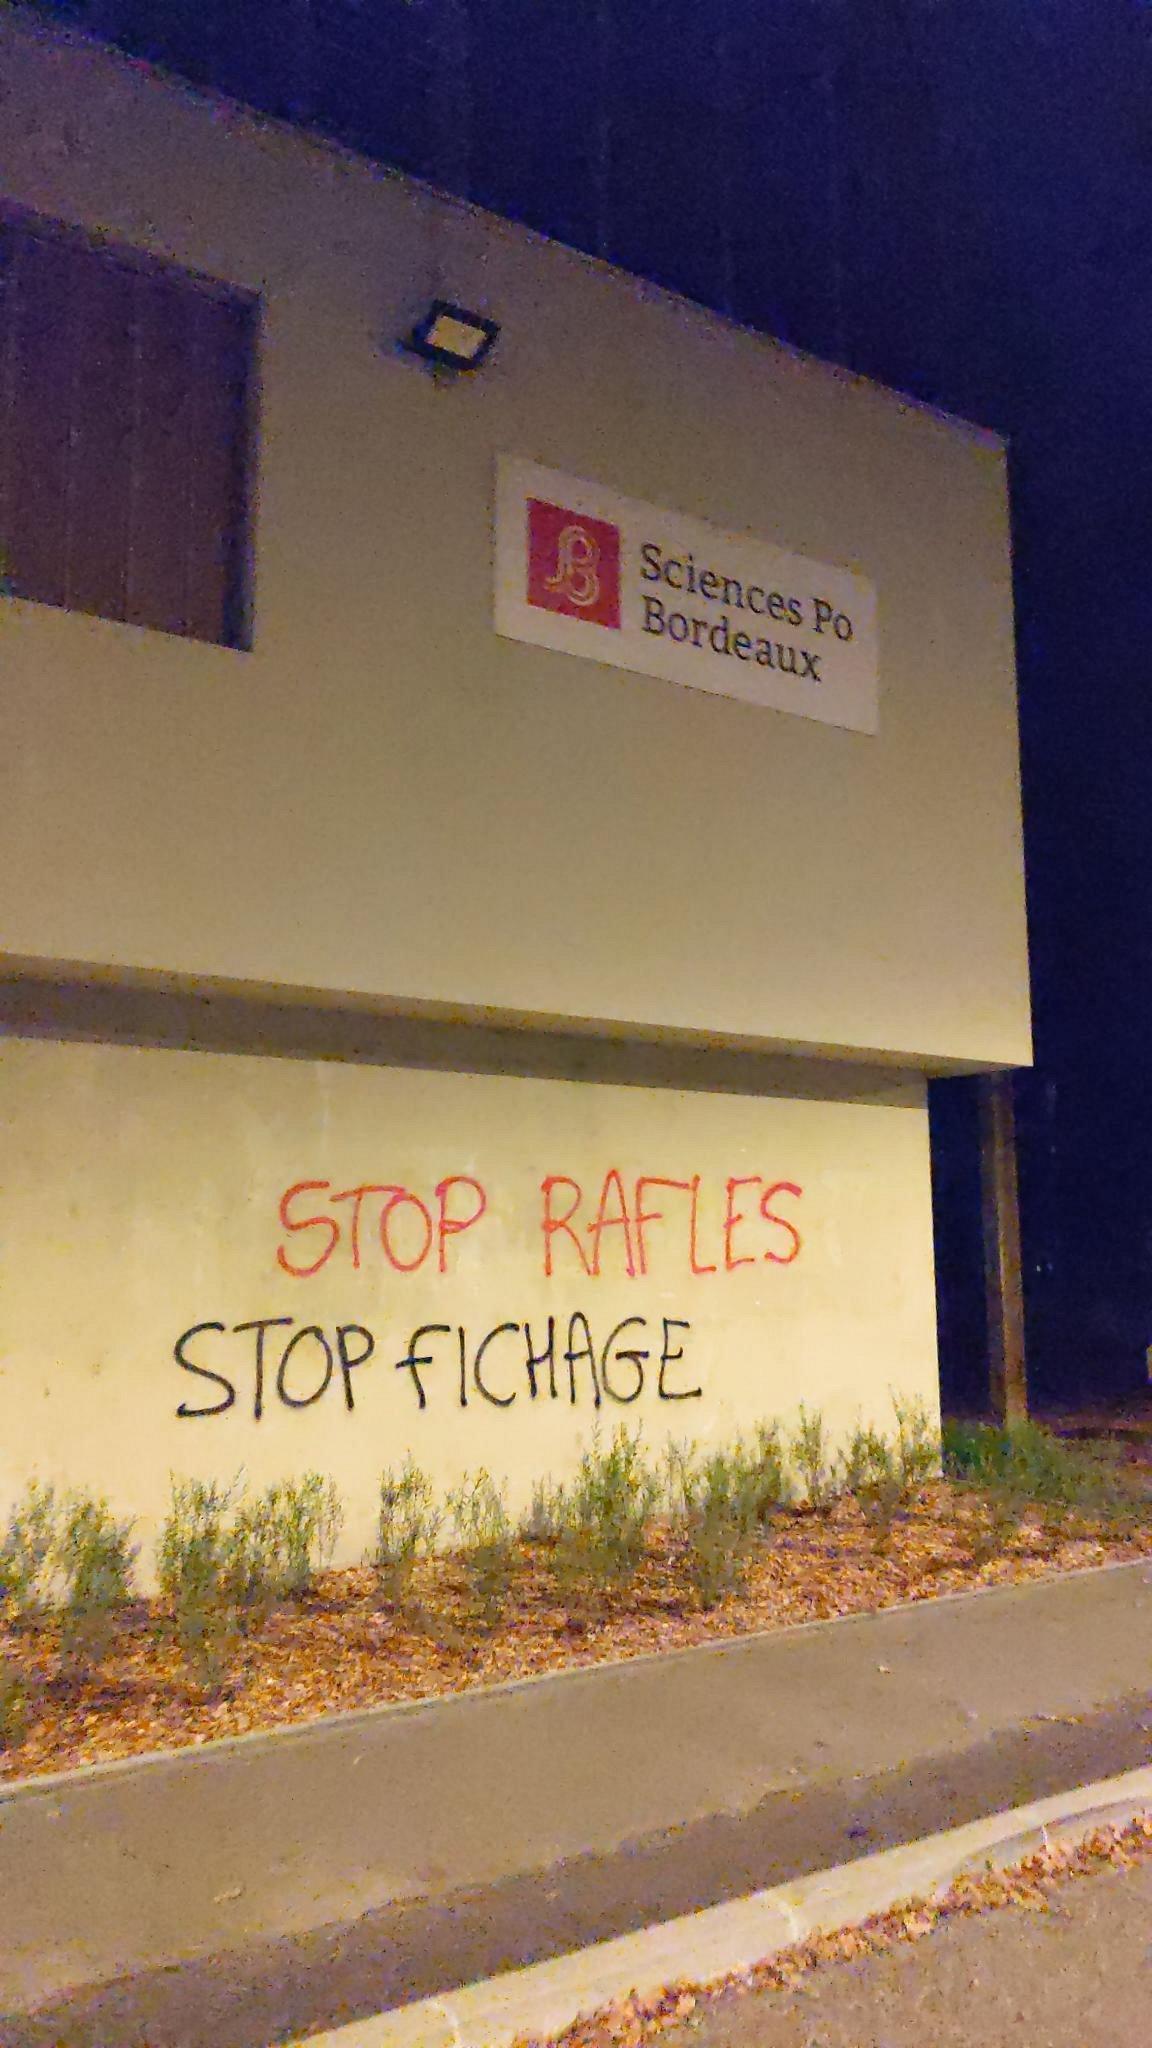 Sciences Po
Bordeaux
STOP RAFLES
STOP FICHAGE